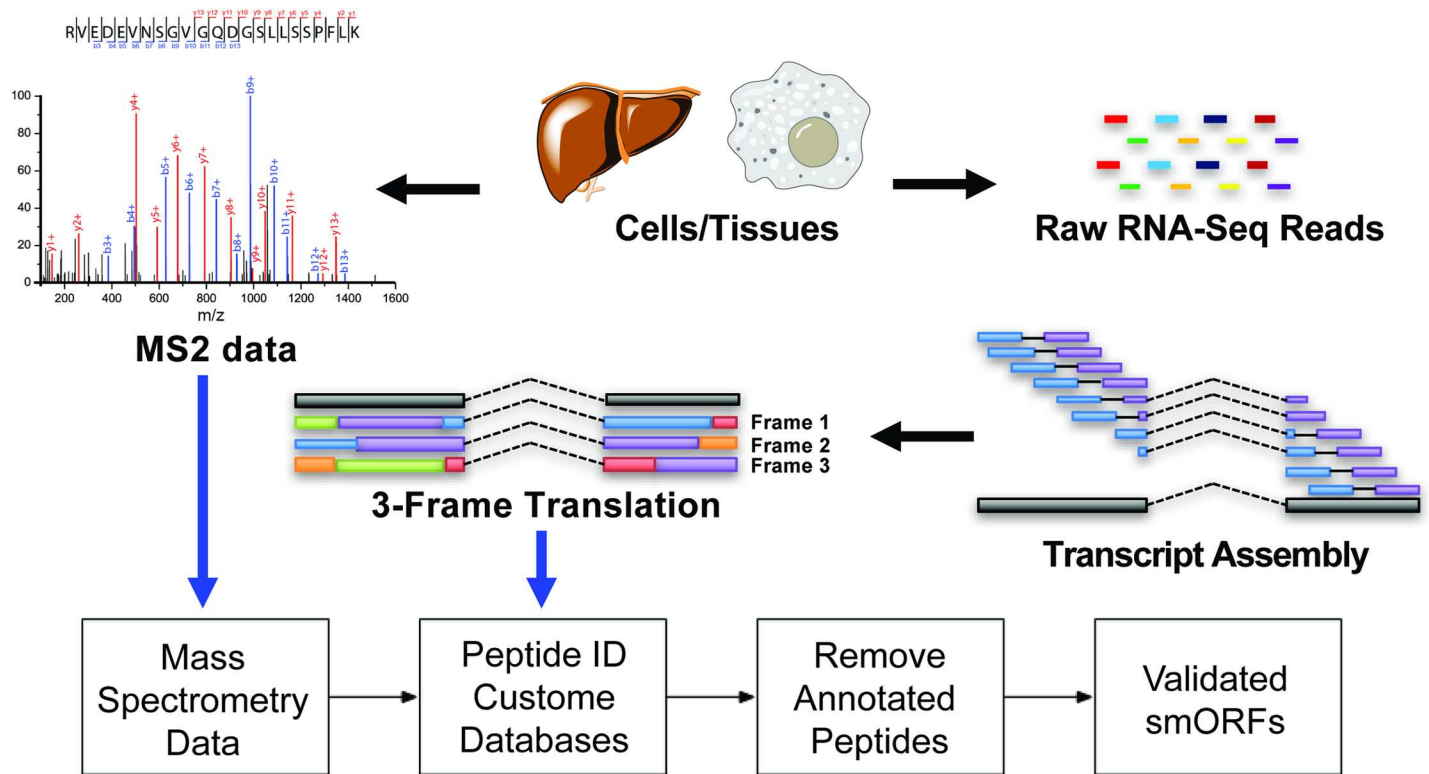 y13 y12 y11 y10 y9 y8 y7 y6 y5 y4 y2 y1
RVEDEVNSGVGQDGSLLSSPFLK
b3 b4 b5 b6 b7 b8 b9 b10 b11 b12 b13
100
80
60
40
20
0
y1+
y2+
b3+
b4+
y4+
y5+
b5+
y6+
b6+
y7+
b7+
y8+
b8+
b9+
y9+
y10+
b10+
b11+
y11+
b12+
y12+
y13+
b13+
200 400 600 800 1000 1200 1400 1600
m/z
MS2 data
Cells/Tissues
Raw RNA-Seq Reads
Frame 1
Frame 2
Frame 3
3-Frame Translation
Transcript Assembly
Mass
Spectrometry
Data
Peptide ID
Custome
Databases
Remove
Annotated
Peptides
Validated
smORFs